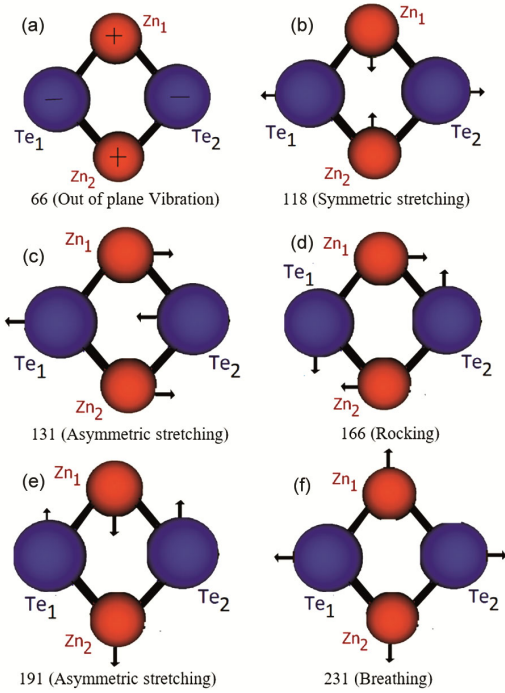 (a)
Zn1
+
— —
Te1
Te2
+
Zn2
66 (Out of plane Vibration)
(b)
Zn1
Te1
Te2
Zn2
118 (Symmetric stretching)
(c)
Zn1
Te1
Te2
Zn2
131 (Asymmetric stretching)
(d)
Zn1
Te1
Te2
Zn2
166 (Rocking)
(e)
Zn1
Te1
Te2
Zn2
191 (Asymmetric stretching)
(f)
Zn1
Te1
Te2
Zn2
231 (Breathing)